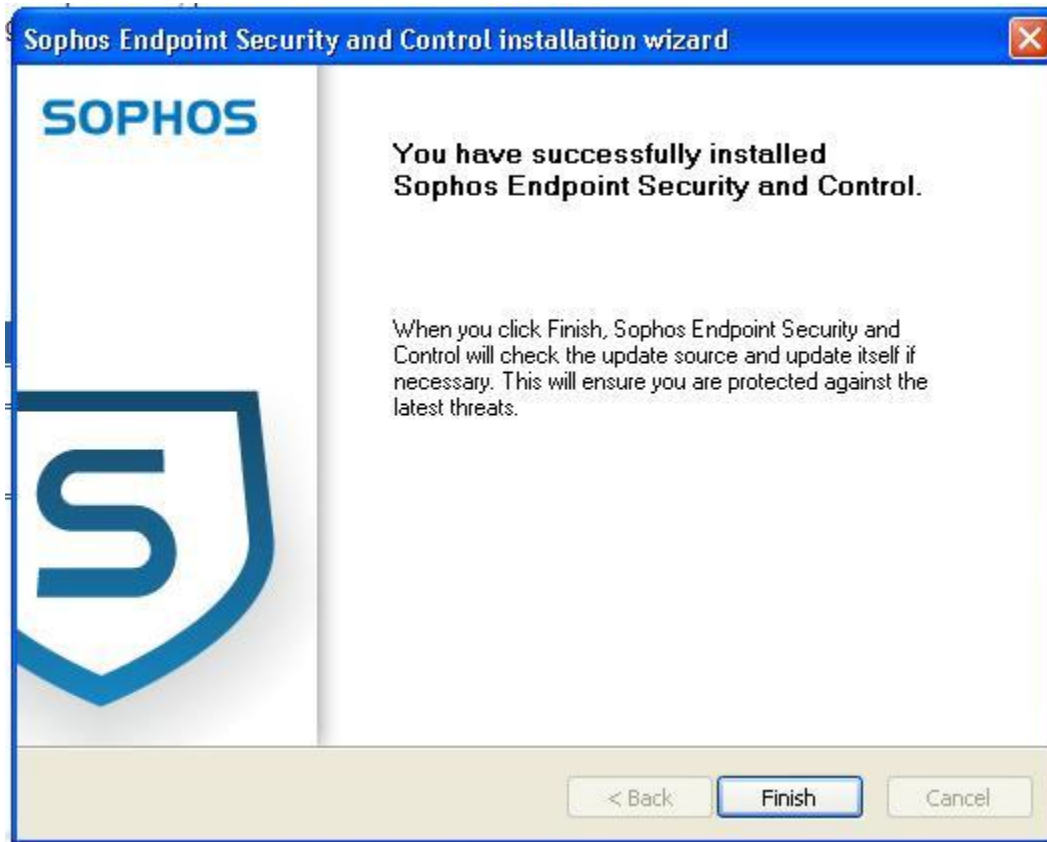 Sophos Endpoint Security and Control installation wizard
SOPHOS
You have successfully installed
Sophos Endpoint Security and Control.
When you click Finish, Sophos Endpoint Security and
Control will check the update source and update itself if
necessary. This will ensure you are protected against the
latest threats.
S
< Back
Finish
Cancel